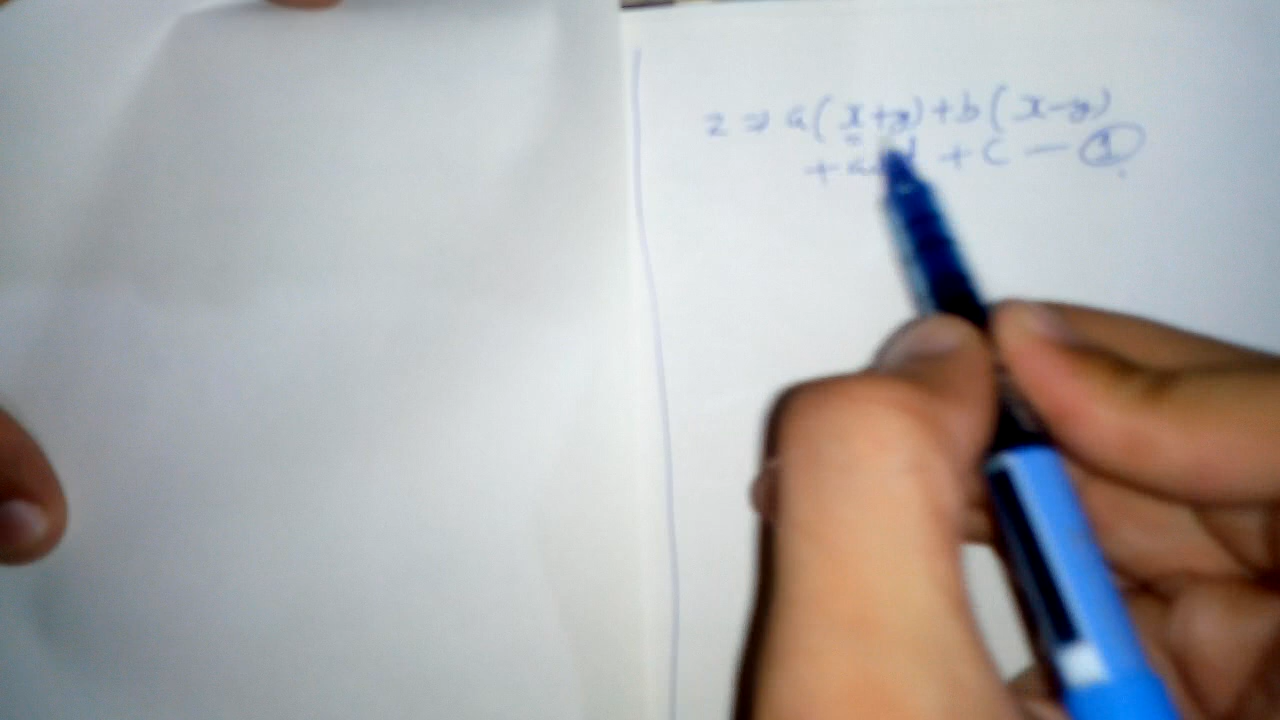 z ⇒ a(x+y)+b(x-y)
+ C — ①